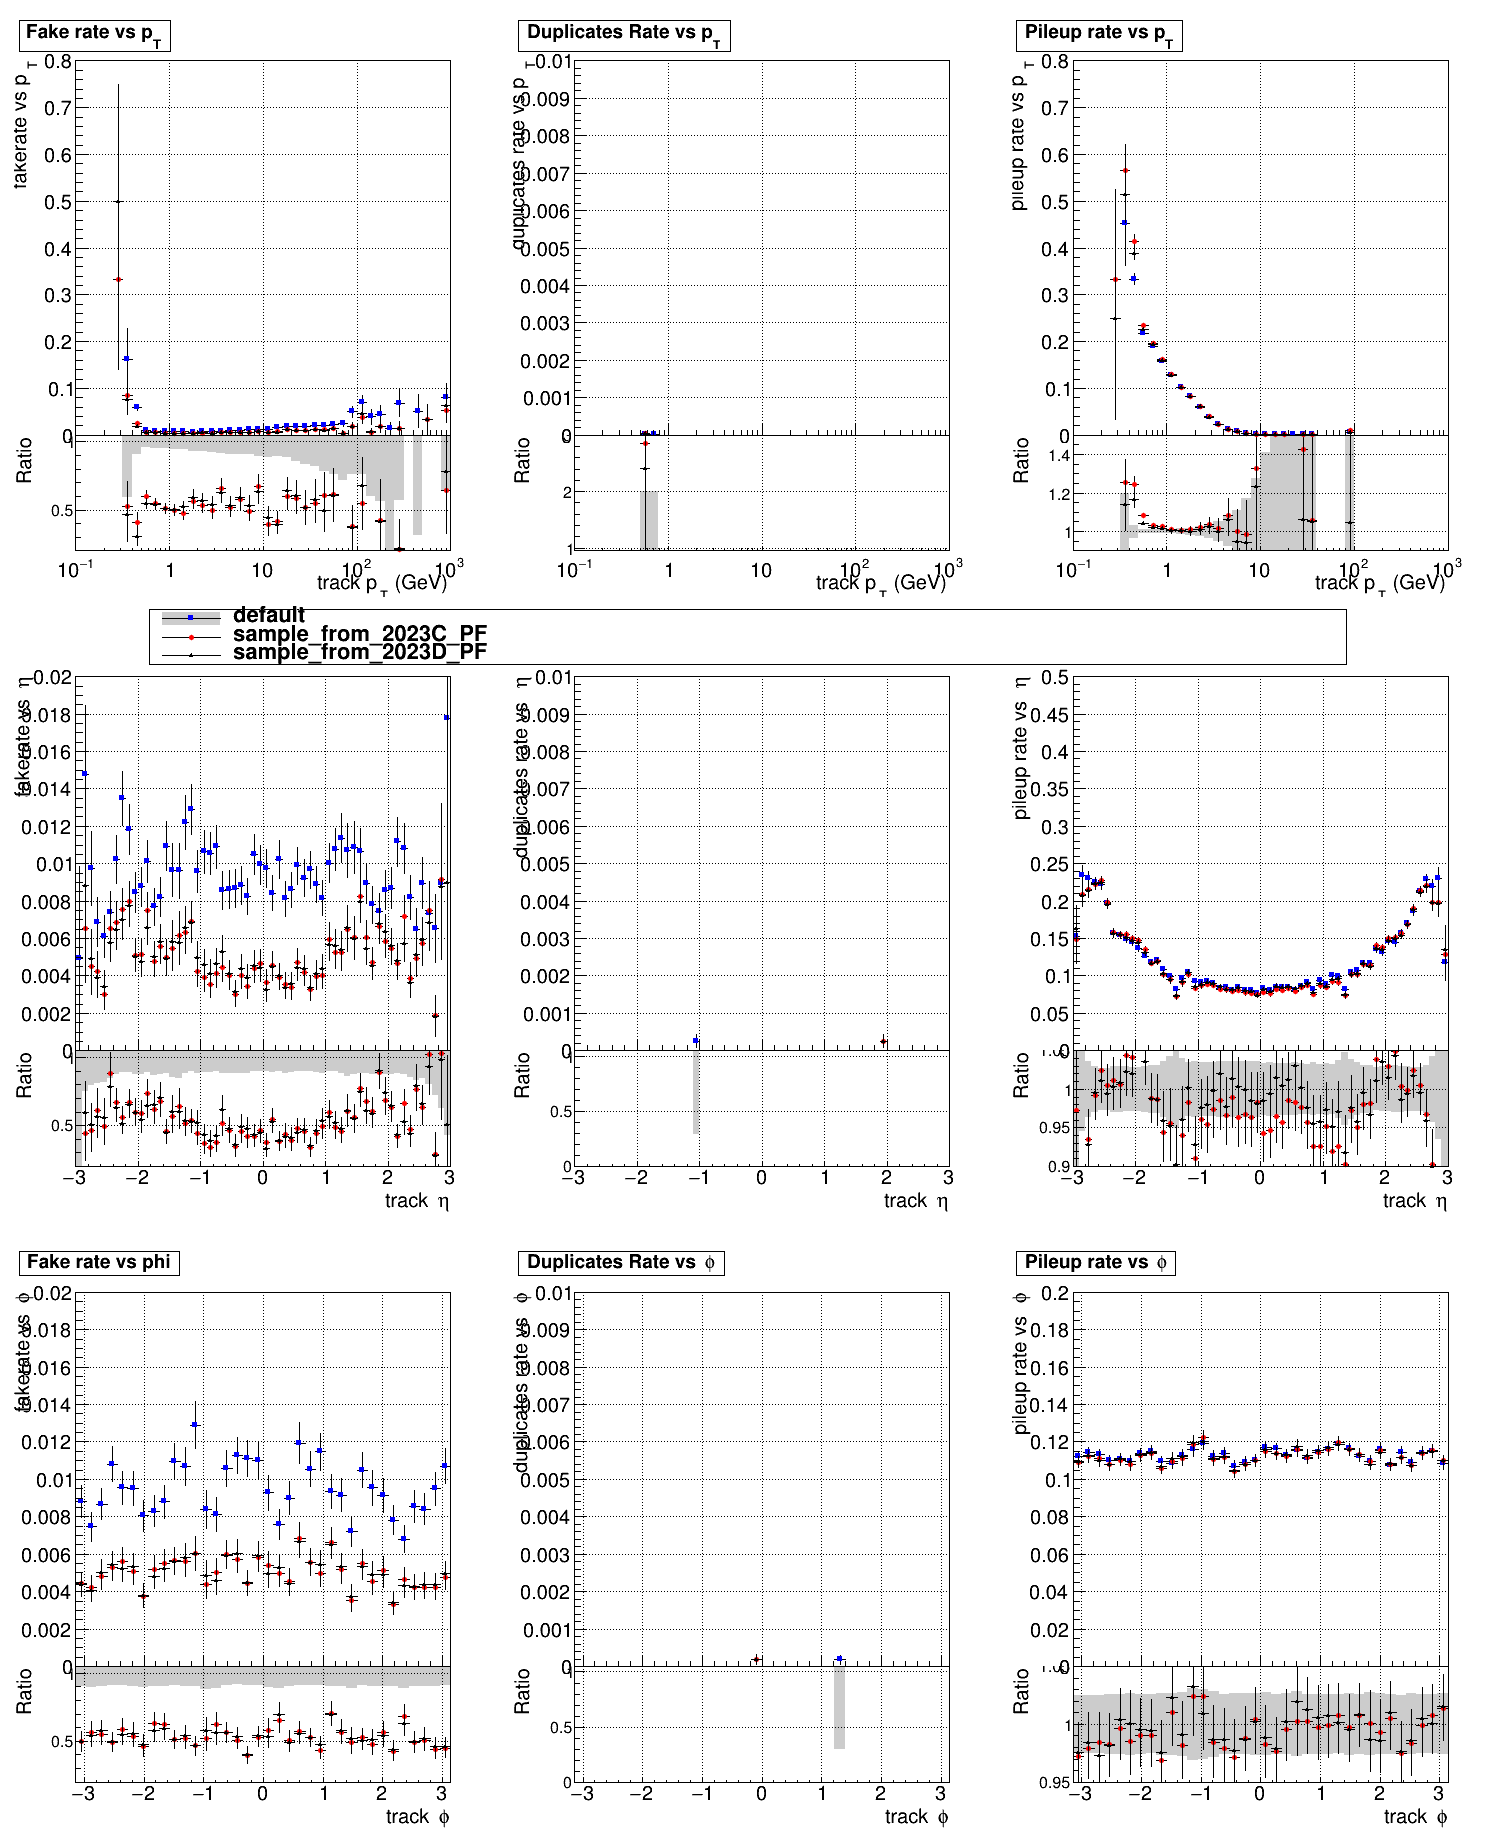 Fake rate vs p_T
Duplicates Rate vs p_T
Pileup rate vs p_T
fakerate vs p_T
0.8
0.7
0.6
0.5
0.4
0.3
0.2
0.1
0
Ratio
1
0.5
10^-1 1 10 10^2 10^3
track p_T (GeV)
duplicates rate vs p_T
0.01
0.009
0.008
0.007
0.006
0.005
0.004
0.003
0.002
0.001
0
Ratio
2
1
10^-1 1 10 10^2 10^3
track p_T (GeV)
pileup rate vs p_T
0.8
0.7
0.6
0.5
0.4
0.3
0.2
0.1
0
Ratio
1.4
1.2
1
10^-1 1 10 10^2 10^3
track p_T (GeV)
default
sample_from_2023C_PF
sample_from_2023D_PF
fakerate vs η
0.02
0.018
0.016
0.014
0.012
0.01
0.008
0.006
0.004
0.002
0
Ratio
1
0.5
−3 −2 −1 0 1 2 3
track η
duplicates rate vs η
0.01
0.009
0.008
0.007
0.006
0.005
0.004
0.003
0.002
0.001
0
Ratio
1
0.5
0
−3 −2 −1 0 1 2 3
track η
pileup rate vs η
0.5
0.45
0.4
0.35
0.3
0.25
0.2
0.15
0.1
0.05
0
Ratio
1
0.95
0.9
−3 −2 −1 0 1 2 3
track η
Fake rate vs phi
Duplicates Rate vs ϕ
Pileup rate vs ϕ
fakerate vs ϕ
0.02
0.018
0.016
0.014
0.012
0.01
0.008
0.006
0.004
0.002
0
Ratio
1
0.5
−3 −2 −1 0 1 2 3
track ϕ
duplicates rate vs ϕ
0.01
0.009
0.008
0.007
0.006
0.005
0.004
0.003
0.002
0.001
0
Ratio
1
0.5
0
−3 −2 −1 0 1 2 3
track ϕ
pileup rate vs ϕ
0.2
0.18
0.16
0.14
0.12
0.1
0.08
0.06
0.04
0.02
0
Ratio
1
0.95
−3 −2 −1 0 1 2 3
track ϕ